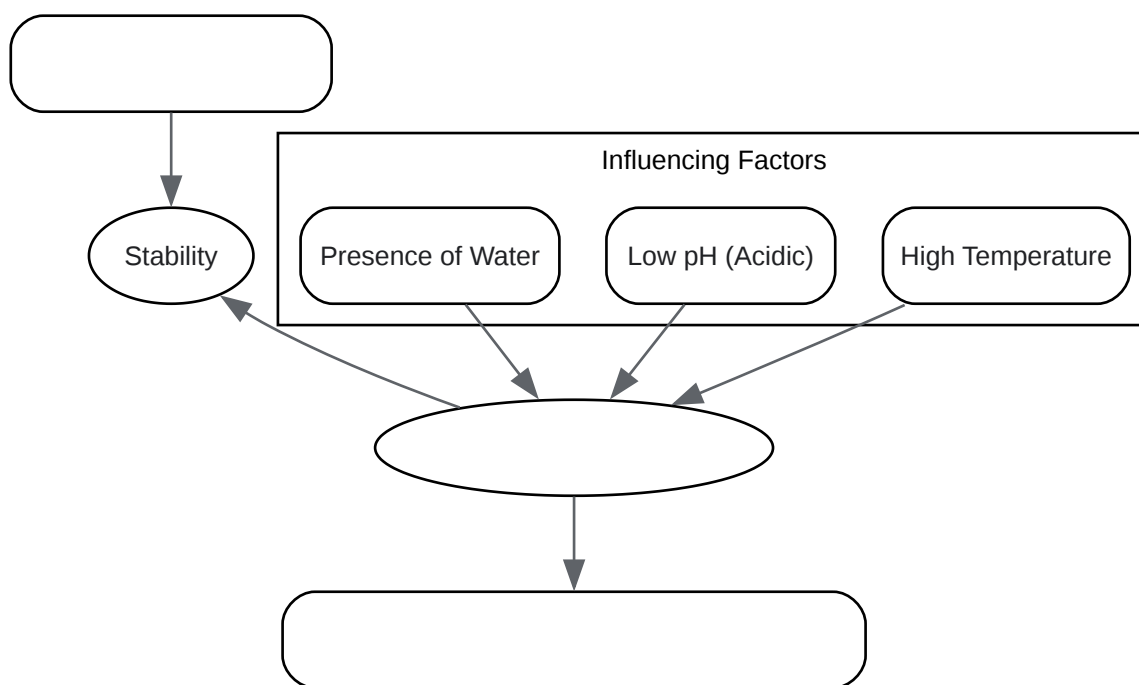 Influencing Factors
Stability
Presence of Water
Low pH (Acidic)
High Temperature